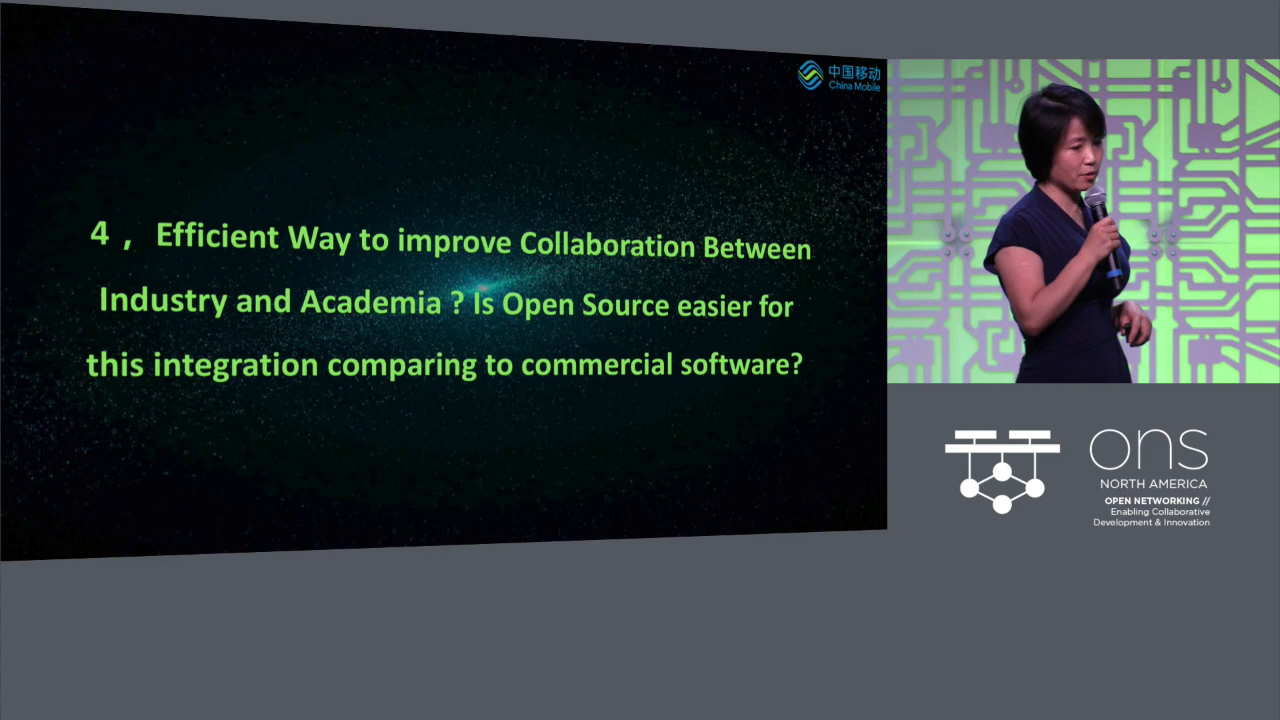 中国移动
China Mobile
4， Efficient Way to improve Collaboration Between
Industry and Academia ? Is Open Source easier for
this integration comparing to commercial software?
ons
NORTH AMERICA
OPEN NETWORKING //
Enabling Collaborative
Development & Innovation